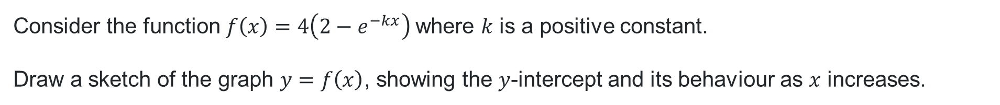 Consider the function f(x) = 4(2 − e^{−kx}) where k is a positive constant.
Draw a sketch of the graph y = f(x), showing the y-intercept and its behaviour as x increases.